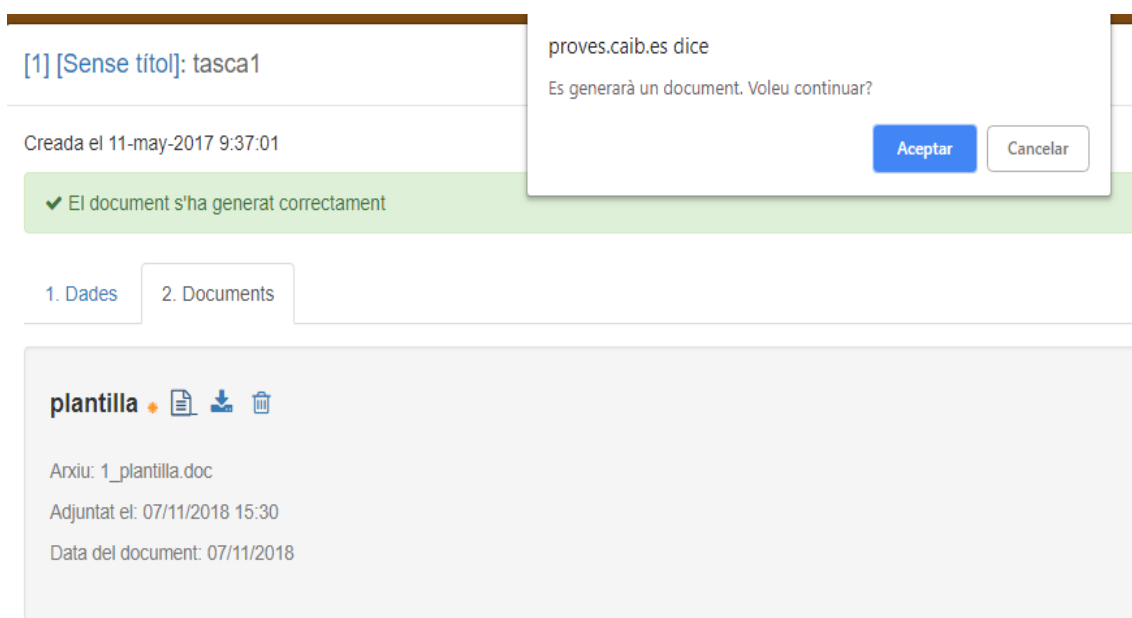 proves.caib.es dice
Es generarà un document. Voleu continuar?
Aceptar
Cancelar
[1] [Sense títol]: tasca1
Creada el 11-may-2017 9:37:01
El document s'ha generat correctament
1. Dades
2. Documents
plantilla
Arxiu: 1_plantilla.doc
Adjuntat el: 07/11/2018 15:30
Data del document: 07/11/2018